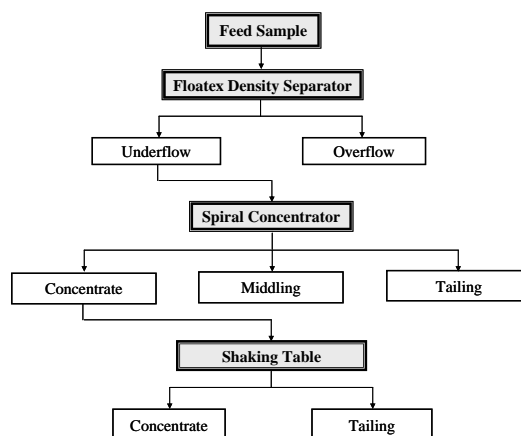 Feed Sample
Floatex Density Separator
Underflow
Overflow
Spiral Concentrator
Concentrate
Middling
Tailing
Shaking Table
Concentrate
Tailing